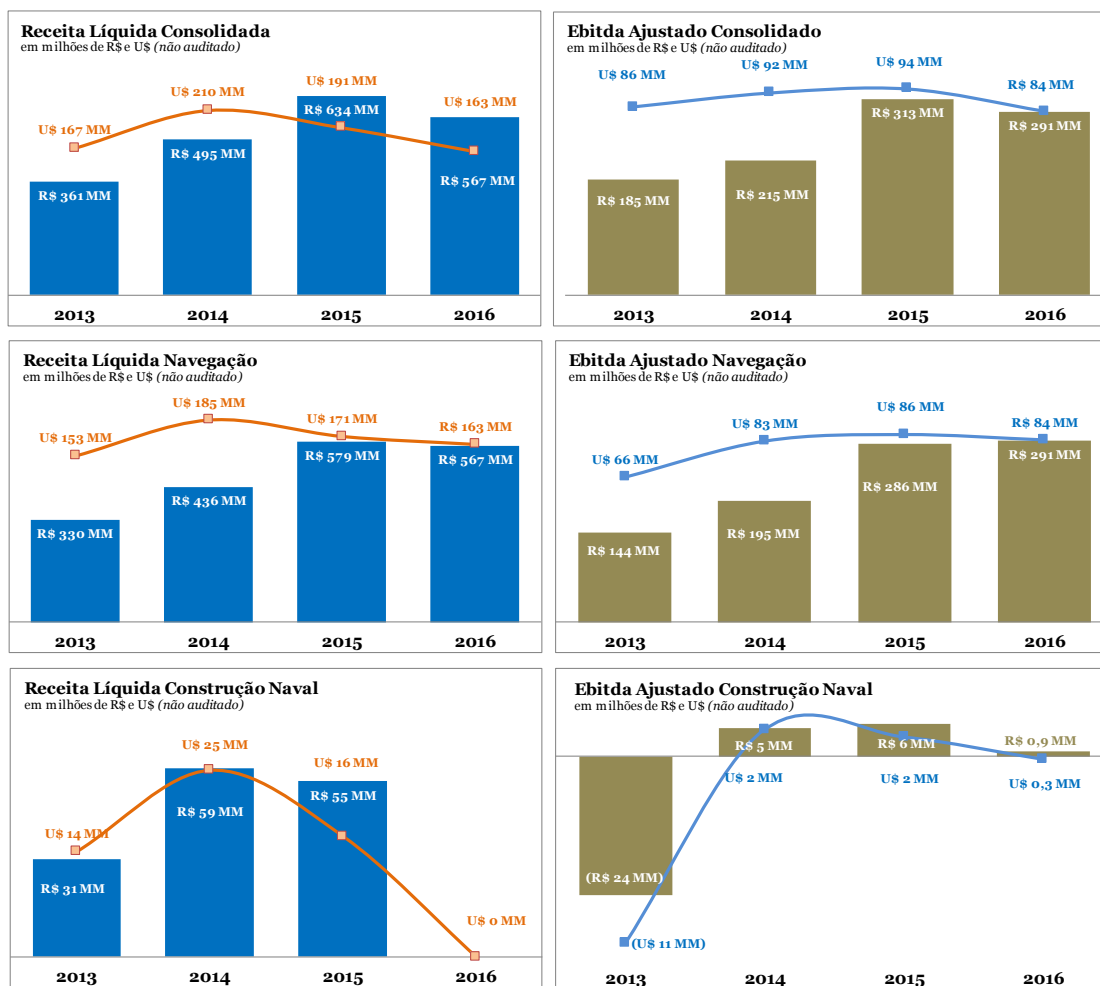 Receita Líquida Consolidada
em milhões de R$ e U$ (não auditado)
U$ 167 MM
U$ 210 MM
U$ 191 MM
U$ 163 MM
R$ 361 MM
R$ 495 MM
R$ 634 MM
R$ 567 MM
2013 2014 2015 2016
Ebitda Ajustado Consolidado
em milhões de R$ e U$ (não auditado)
U$ 86 MM
U$ 92 MM
U$ 94 MM
R$ 84 MM
R$ 185 MM
R$ 215 MM
R$ 313 MM
R$ 291 MM
2013 2014 2015 2016
Receita Líquida Navegação
em milhões de R$ e U$ (não auditado)
U$ 153 MM
U$ 185 MM
U$ 171 MM
R$ 163 MM
R$ 330 MM
R$ 436 MM
R$ 579 MM
R$ 567 MM
2013 2014 2015 2016
Ebitda Ajustado Navegação
em milhões de R$ e U$ (não auditado)
U$ 66 MM
U$ 83 MM
U$ 86 MM
R$ 84 MM
R$ 144 MM
R$ 195 MM
R$ 286 MM
R$ 291 MM
2013 2014 2015 2016
Receita Líquida Construção Naval
em milhões de R$ e U$ (não auditado)
U$ 14 MM
U$ 25 MM
U$ 16 MM
U$ 0 MM
R$ 31 MM
R$ 59 MM
R$ 55 MM
2013 2014 2015 2016
Ebitda Ajustado Construção Naval
em milhões de R$ e U$ (não auditado)
R$ 5 MM
R$ 6 MM
R$ 0,9 MM
U$ 2 MM
U$ 2 MM
U$ 0,3 MM
(R$ 24 MM)
(U$ 11 MM)
2013 2014 2015 2016